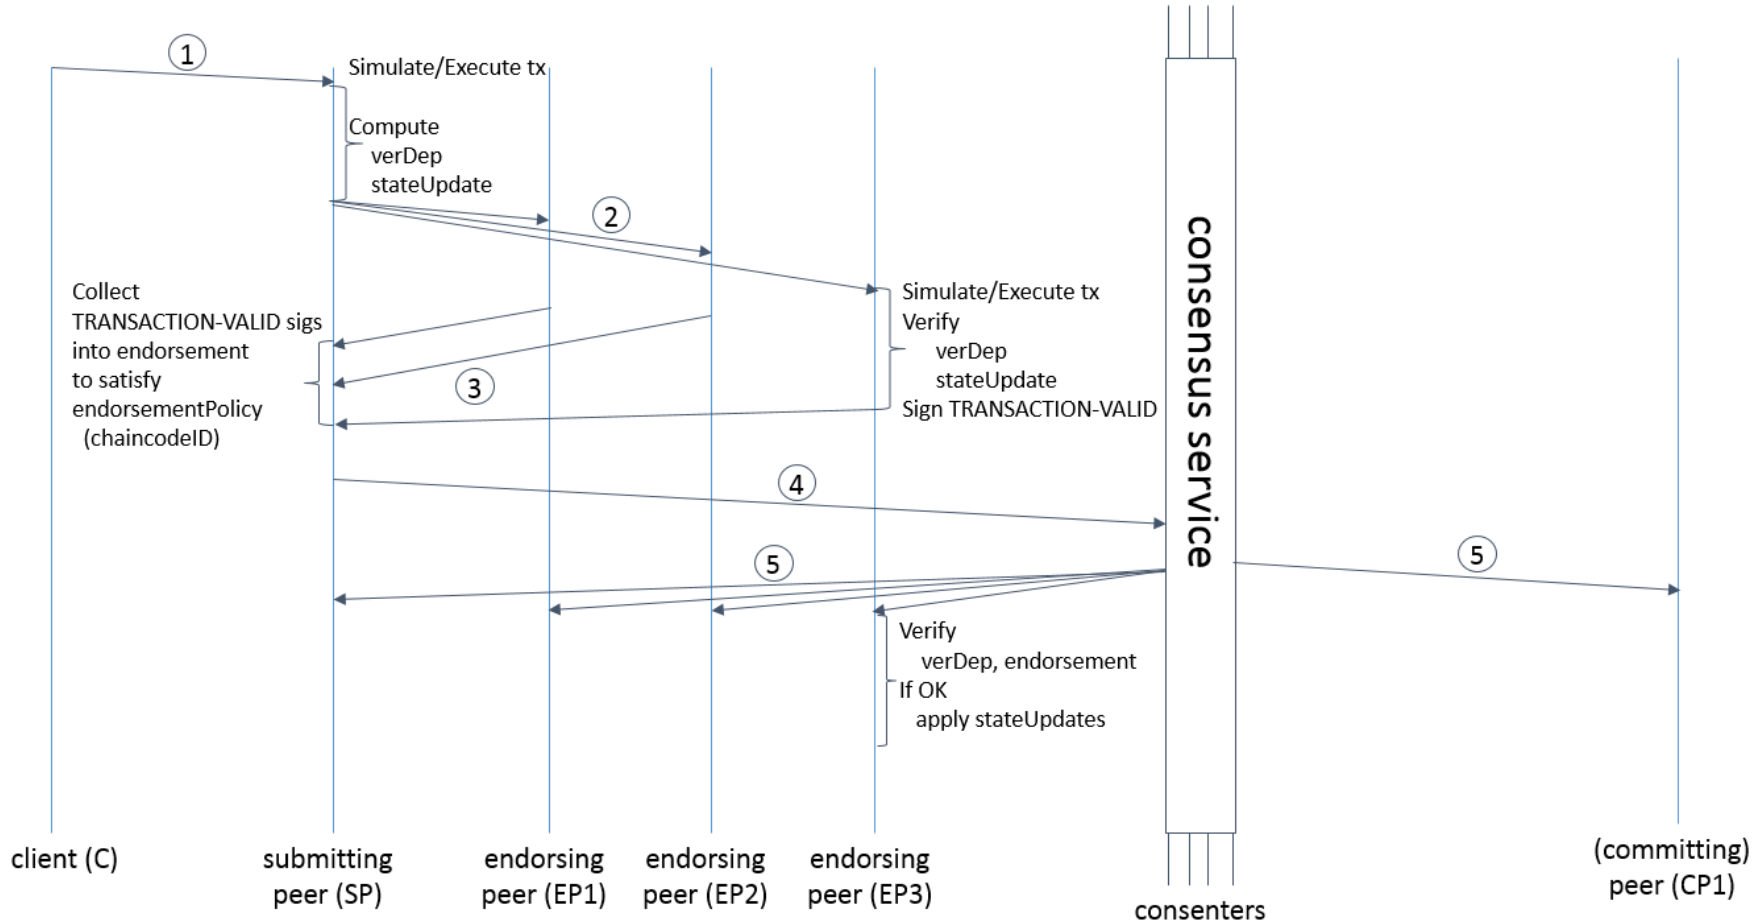 1
Simulate/Execute tx
Compute
verDep
stateUpdate
2
Collect
TRANSACTION-VALID sigs
into endorsement
to satisfy
endorsementPolicy
(chaincodeID)
3
Simulate/Execute tx
Verify
verDep
stateUpdate
Sign TRANSACTION-VALID
consensus service
4
5
5
Verify
verDep, endorsement
If OK
apply stateUpdates
client (C)
submitting
peer (SP)
endorsing
peer (EP1)
endorsing
peer (EP2)
endorsing
peer (EP3)
consenters
(committing)
peer (CP1)